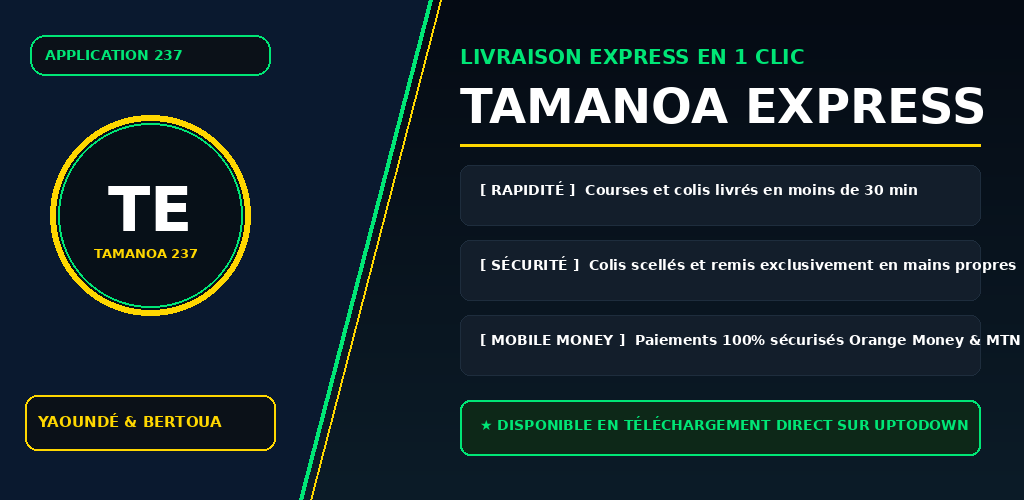 APPLICATION 237
TE
TAMANOA 237
YAOUNDÉ & BERTOUA
LIVRAISON EXPRESS EN 1 CLIC
TAMANOA EXPRESS
[ RAPIDITÉ ] Courses et colis livrés en moins de 30 min
[ SÉCURITÉ ] Colis scellés et remis exclusivement en mains propres
[ MOBILE MONEY ] Paiements 100% sécurisés Orange Money & MTN
★ DISPONIBLE EN TÉLÉCHARGEMENT DIRECT SUR UPTODOWN